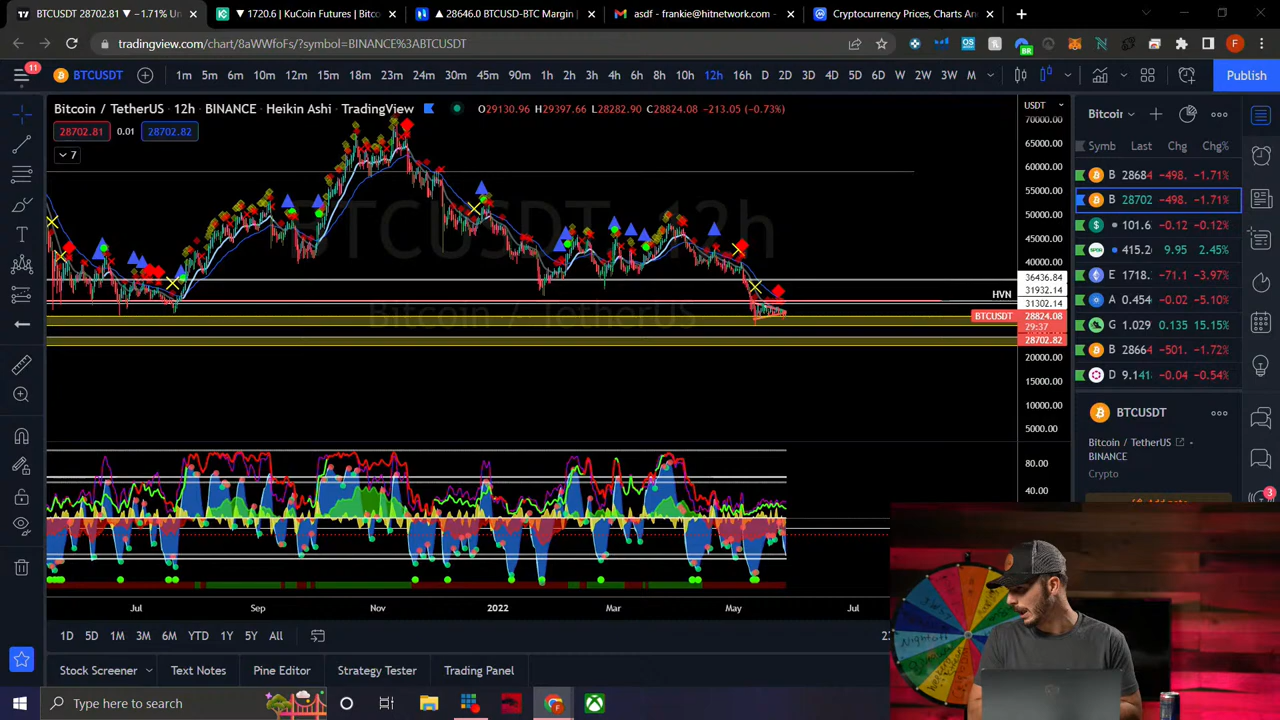 BTCUSDT 28702.81 ▼ −1.71% Un
1720.6 | KuCoin Futures | Bitco
▲ 28646.0 BTCUSD-BTC Margin |
asdf - frankie@hitnetwork.com -
Cryptocurrency Prices, Charts An
tradingview.com/chart/8aWWfoFs/?symbol=BINANCE%3ABTCUSDT
BR
F
11
BTCUSDT
1m 5m 6m 10m 12m 15m 18m 23m 24m 30m 45m 90m 1h 2h 3h 4h 6h 8h 10h 12h 16h D 2D 3D 4D 5D 6D W 2W 3W M
Publish
Bitcoin / TetherUS · 12h · BINANCE · Heikin Ashi · TradingView
O29130.96 H29397.66 L28282.90 C28824.08 −213.05 (−0.73%)
28702.81 0.01 28702.82
7
USDT
70000.00
65000.00
60000.00
55000.00
50000.00
45000.00
40000.00
36436.84
31932.14
HVN
31302.14
BTCUSDT 28824.08
29:37
28702.82
20000.00
15000.00
10000.00
5000.00
80.00
40.00
BTCUSDT 12h
Bitcoin / TetherUS
Bitcoir
Symb Last Chg Chg%
B 28684 −498. −1.71%
B 28702 −498. −1.71%
$ 101.6 −0.12 −0.12%
415.2 9.95 2.45%
E 1718. −71.1 −3.97%
A 0.454 −0.02 −5.10%
G 1.029 0.135 15.15%
B 28664 −501. −1.72%
D 9.141 −0.04 −0.54%
BTCUSDT
Bitcoin / TetherUS
BINANCE
Crypto
3
Jul Sep Nov 2022 Mar May Jul
1D 5D 1M 3M 6M YTD 1Y 5Y All
Stock Screener Text Notes Pine Editor Strategy Tester Trading Panel
Type here to search